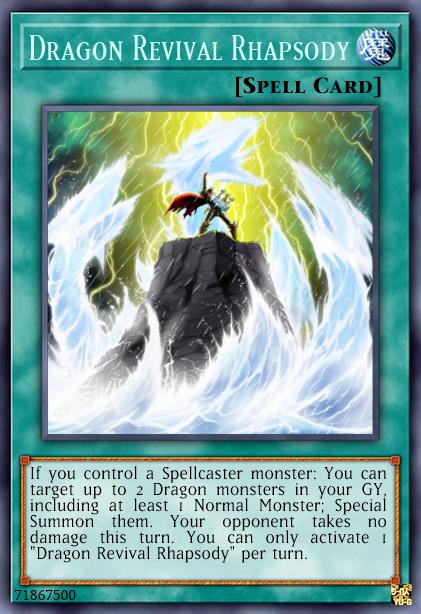 Dragon Revival Rhapsody
魔
[Spell Card]
If you control a Spellcaster monster: You can
target up to 2 Dragon monsters in your GY,
including at least 1 Normal Monster; Special
Summon them. Your opponent takes no
damage this turn. You can only activate 1
"Dragon Revival Rhapsody" per turn.
71867500